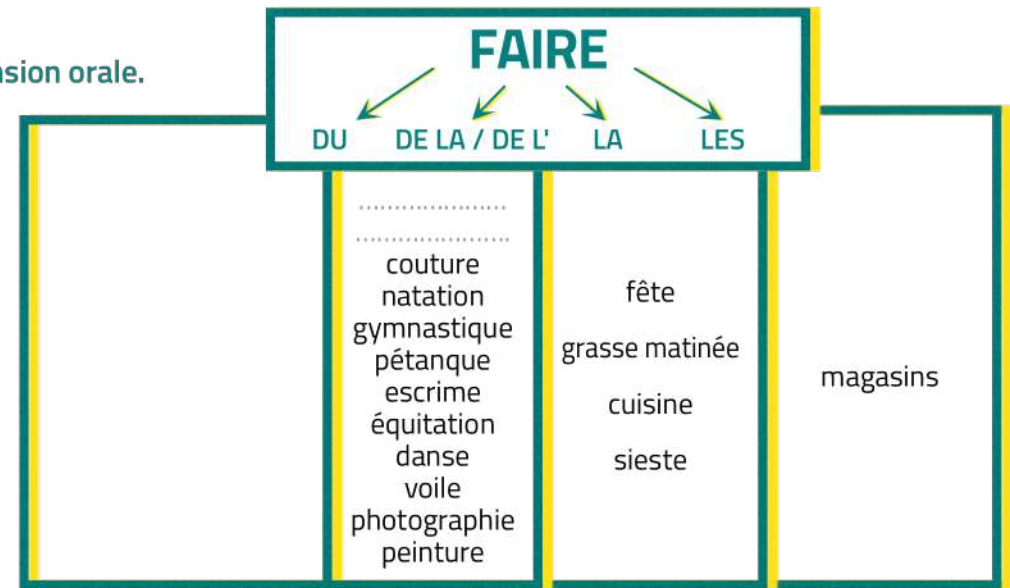 nsion orale.
FAIRE
DU DE LA / DE L' LA LES
.....................
......................
couture
natation
gymnastique
pétanque
escrime
équitation
danse
voile
photographie
peinture
fête
grasse matinée
cuisine
sieste
magasins